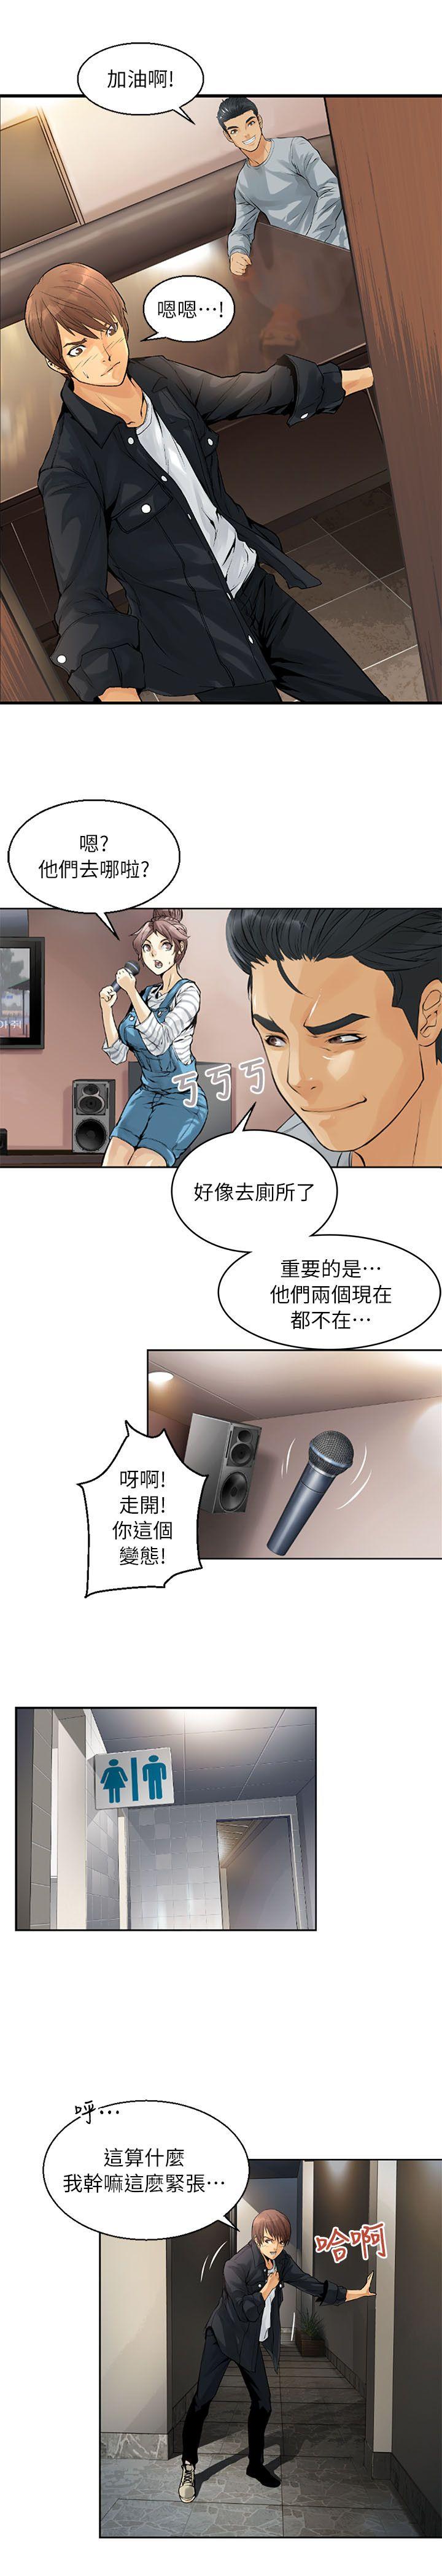 加油啊!
嗯嗯…!
嗯?
他們去哪啦?
ㄎㄎㄎ
好像去廁所了
重要的是…
他們兩個現在
都不在…
呀啊!
走開!
你這個
變態!
呼…
這算什麼
我幹嘛這麽緊張…
哈啊